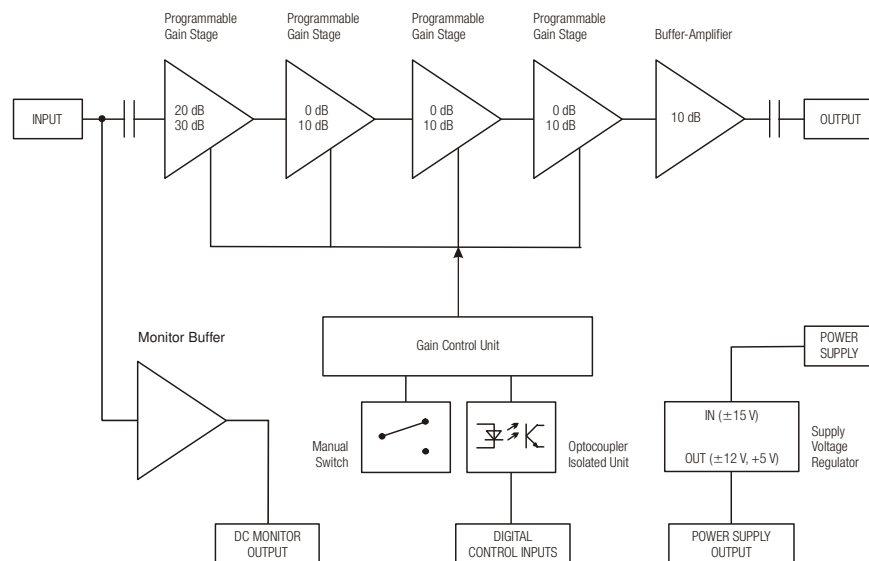 Programmable
Gain Stage
Programmable
Gain Stage
Programmable
Gain Stage
Programmable
Gain Stage
Buffer-Amplifier
INPUT
20 dB
30 dB
0 dB
10 dB
0 dB
10 dB
0 dB
10 dB
10 dB
OUTPUT
Monitor Buffer
Gain Control Unit
POWER
SUPPLY
Manual
Switch
Optocoupler
Isolated Unit
IN (±15 V)
OUT (±12 V, +5 V)
Supply
Voltage
Regulator
DC MONITOR
OUTPUT
DIGITAL
CONTROL INPUTS
POWER SUPPLY
OUTPUT